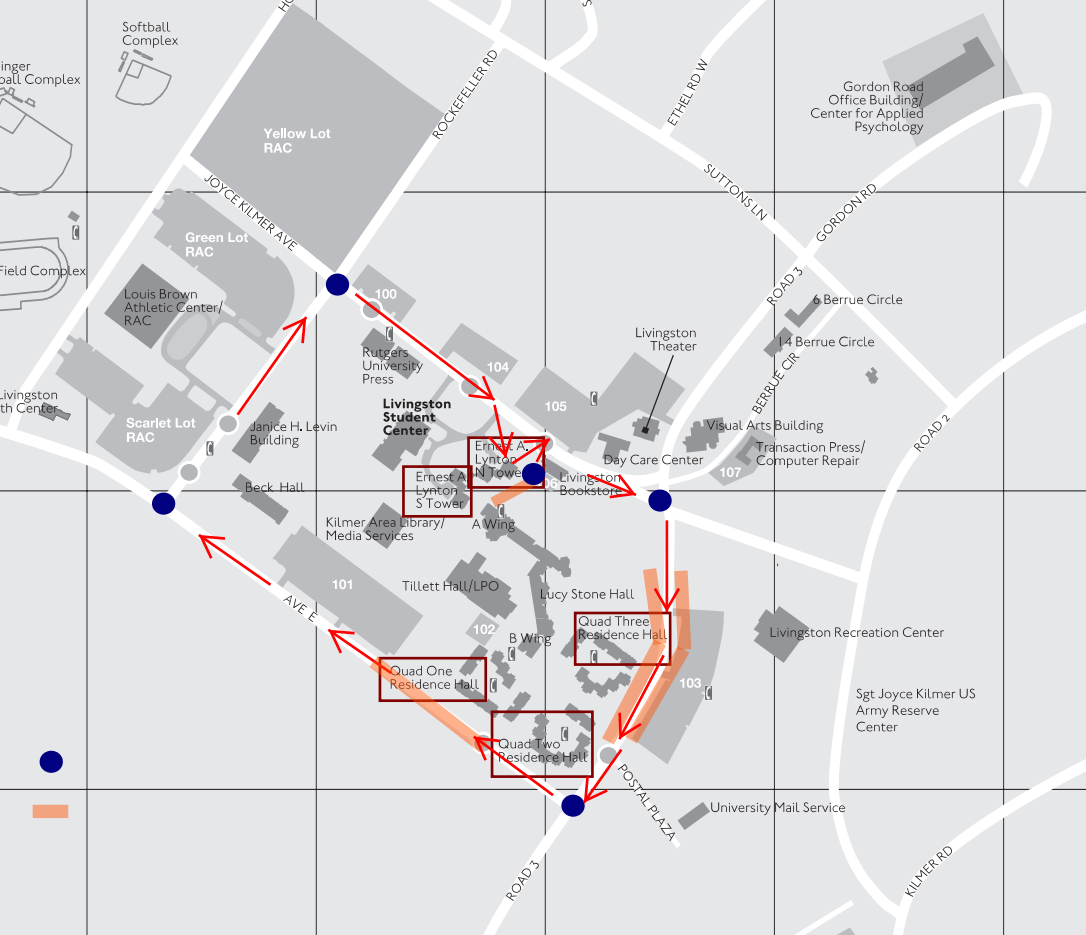 HO
S
Softball
Complex
inger
ball Complex
ROCKEFELLER RD
ETHEL RD W
Gordon Road
Office Building/
Center for Applied
Psychology
Yellow Lot
RAC
JOYCE KILMER AVE
SUTTONS LN
GORDON RD
Green Lot
RAC
Field Complex
ROAD 3
Louis Brown
Athletic Center/
RAC
100
6 Berrue Circle
Rutgers
University
Press
Livingston
Theater
14 Berrue Circle
104
BERRUE CIR
Livingston
th Center
Livingston
Student
Center
105
Scarlet Lot
RAC
Janice H. Levin
Building
Visual Arts Building
ROAD 2
Ernest A.
Lynton
N Tower
Day Care Center
Transaction Press/
Computer Repair
107
Ernest A.
Lynton
S Tower
06
Livingston
Bookstore
Beck Hall
Kilmer Area Library/
Media Services
A Wing
101
Tillett Hall/LPO
Lucy Stone Hall
AVE E
102
B Wing
Quad Three
Residence Hall
Livingston Recreation Center
Quad One
Residence Hall
103
Sgt Joyce Kilmer US
Army Reserve
Center
Quad Two
Residence Hall
POSTAL PLAZA
University Mail Service
ROAD 3
KILMER RD